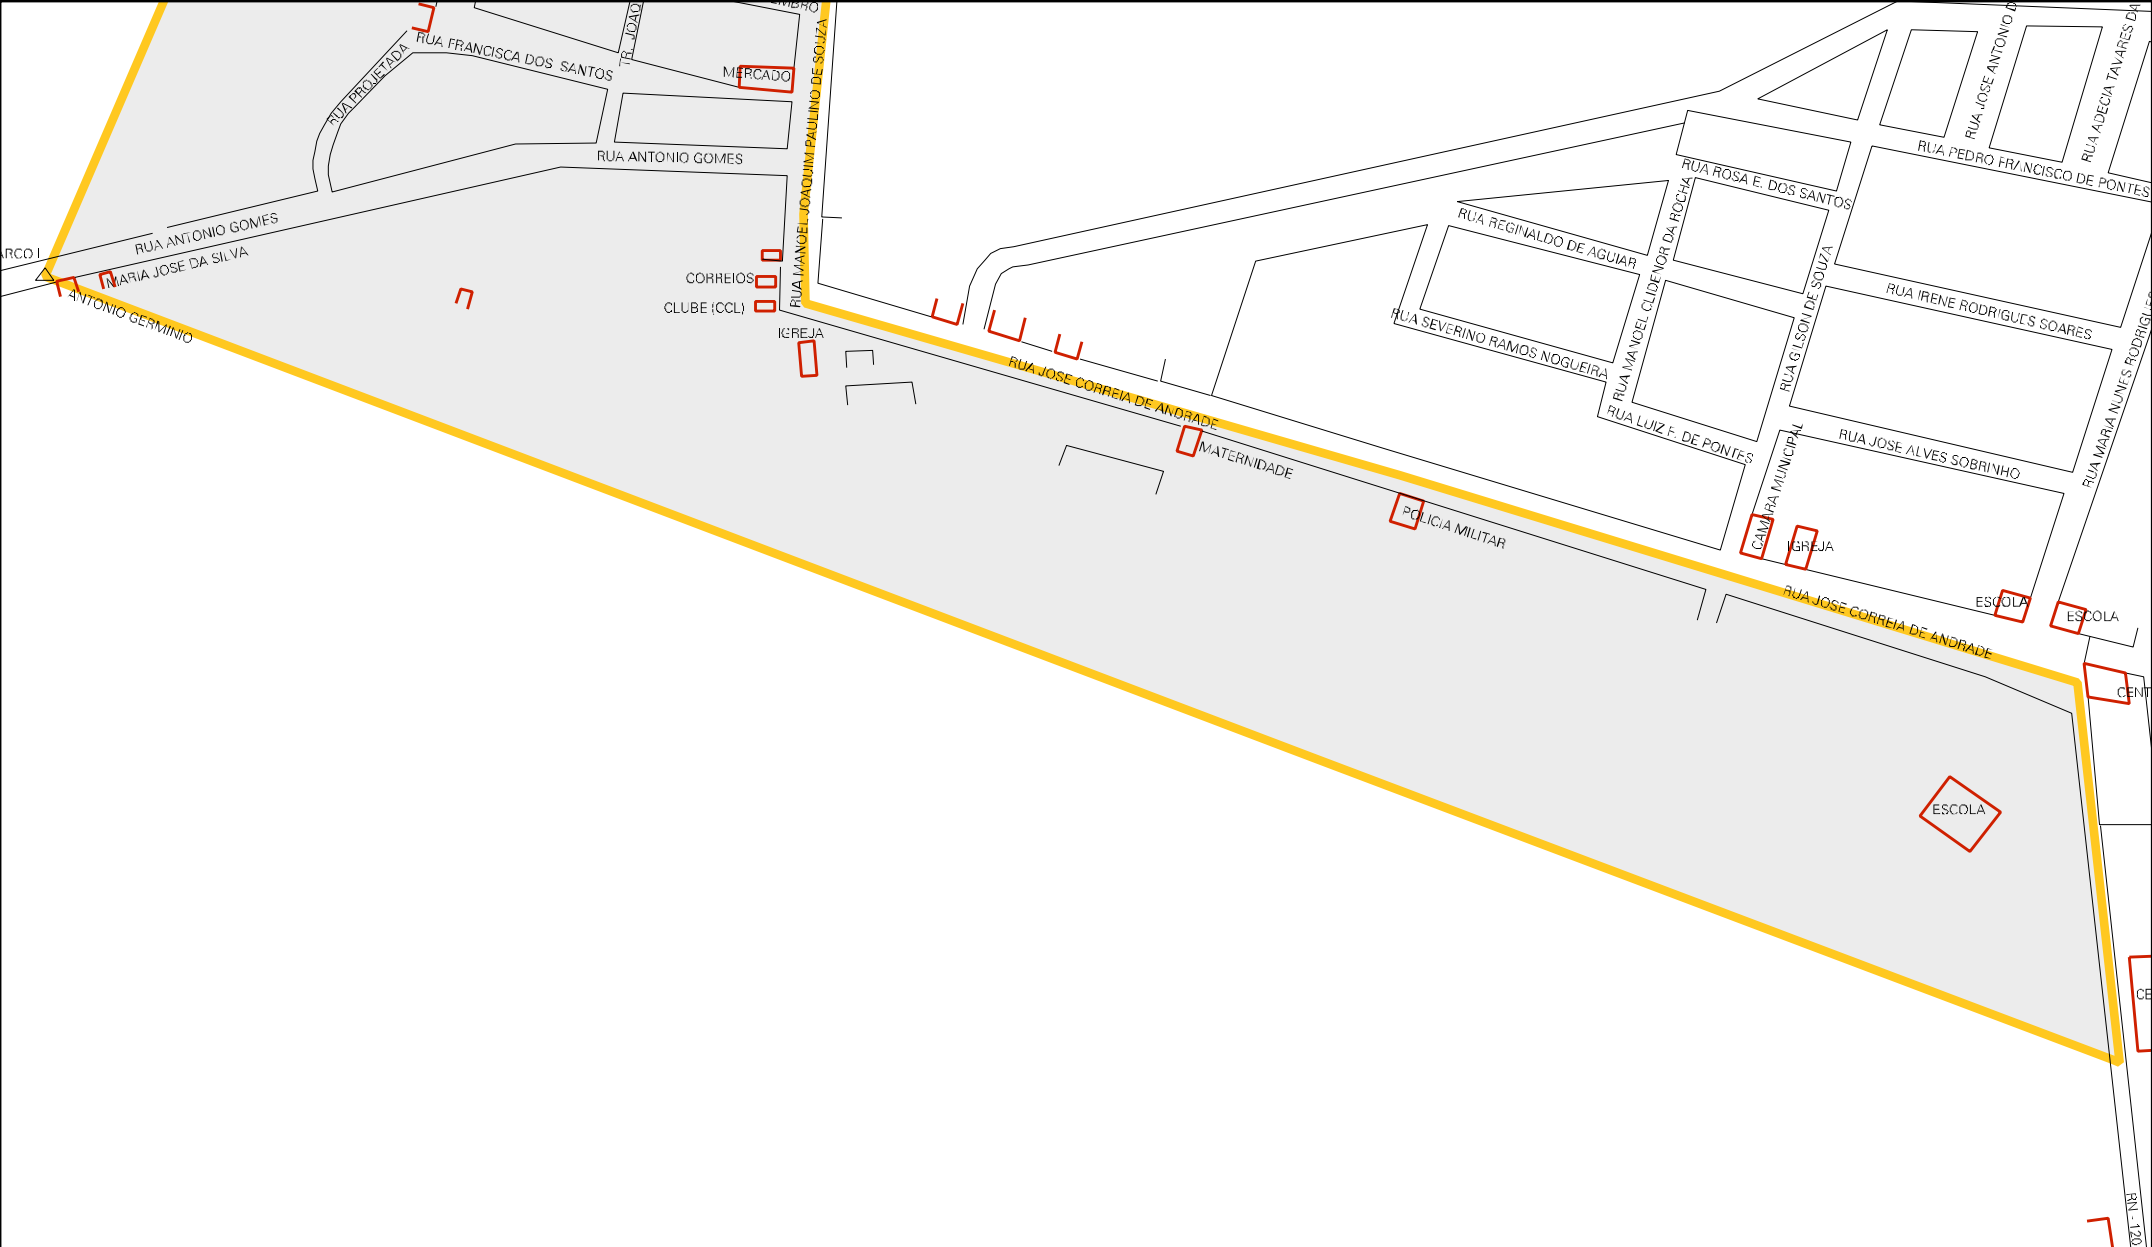 RUA FRANCISCA DOS SANTOS
RUA PROJETADA
MERCADO
RUA MANOEL JOAQUIM PAULINO DE SOUZA
RUA ANTONIO GOMES
RUA ANTONIO GOMES
MARIA JOSE DA SILVA
ANTONIO GERMINIO
CORREIOS
CLUBE (CCL)
IGREJA
RUA JOSE CORREIA DE ANDRADE
MATERNIDADE
POLICIA MILITAR
RUA JOSE ANTONIO D
RUA ADECIA TAVARES DA
RUA PEDRO FRANCISCO DE PONTES
RUA ROSA E. DOS SANTOS
RUA REGINALDO DE AGUIAR
RUA MANOEL CLIDENOR DA ROCHA
RUA GILSON DE SOUZA
RUA IRENE RODRIGUES SOARES
RUA SEVERINO RAMOS NOGUEIRA
RUA MARIA NUNES RODRIGUES
RUA LUIZ F. DE PONTES
RUA JOSE ALVES SOBRINHO
CAMARA MUNICIPAL
IGREJA
RUA JOSE CORREIA DE ANDRADE
ESCOLA
ESCOLA
CENT
ESCOLA
CE
RN - 120